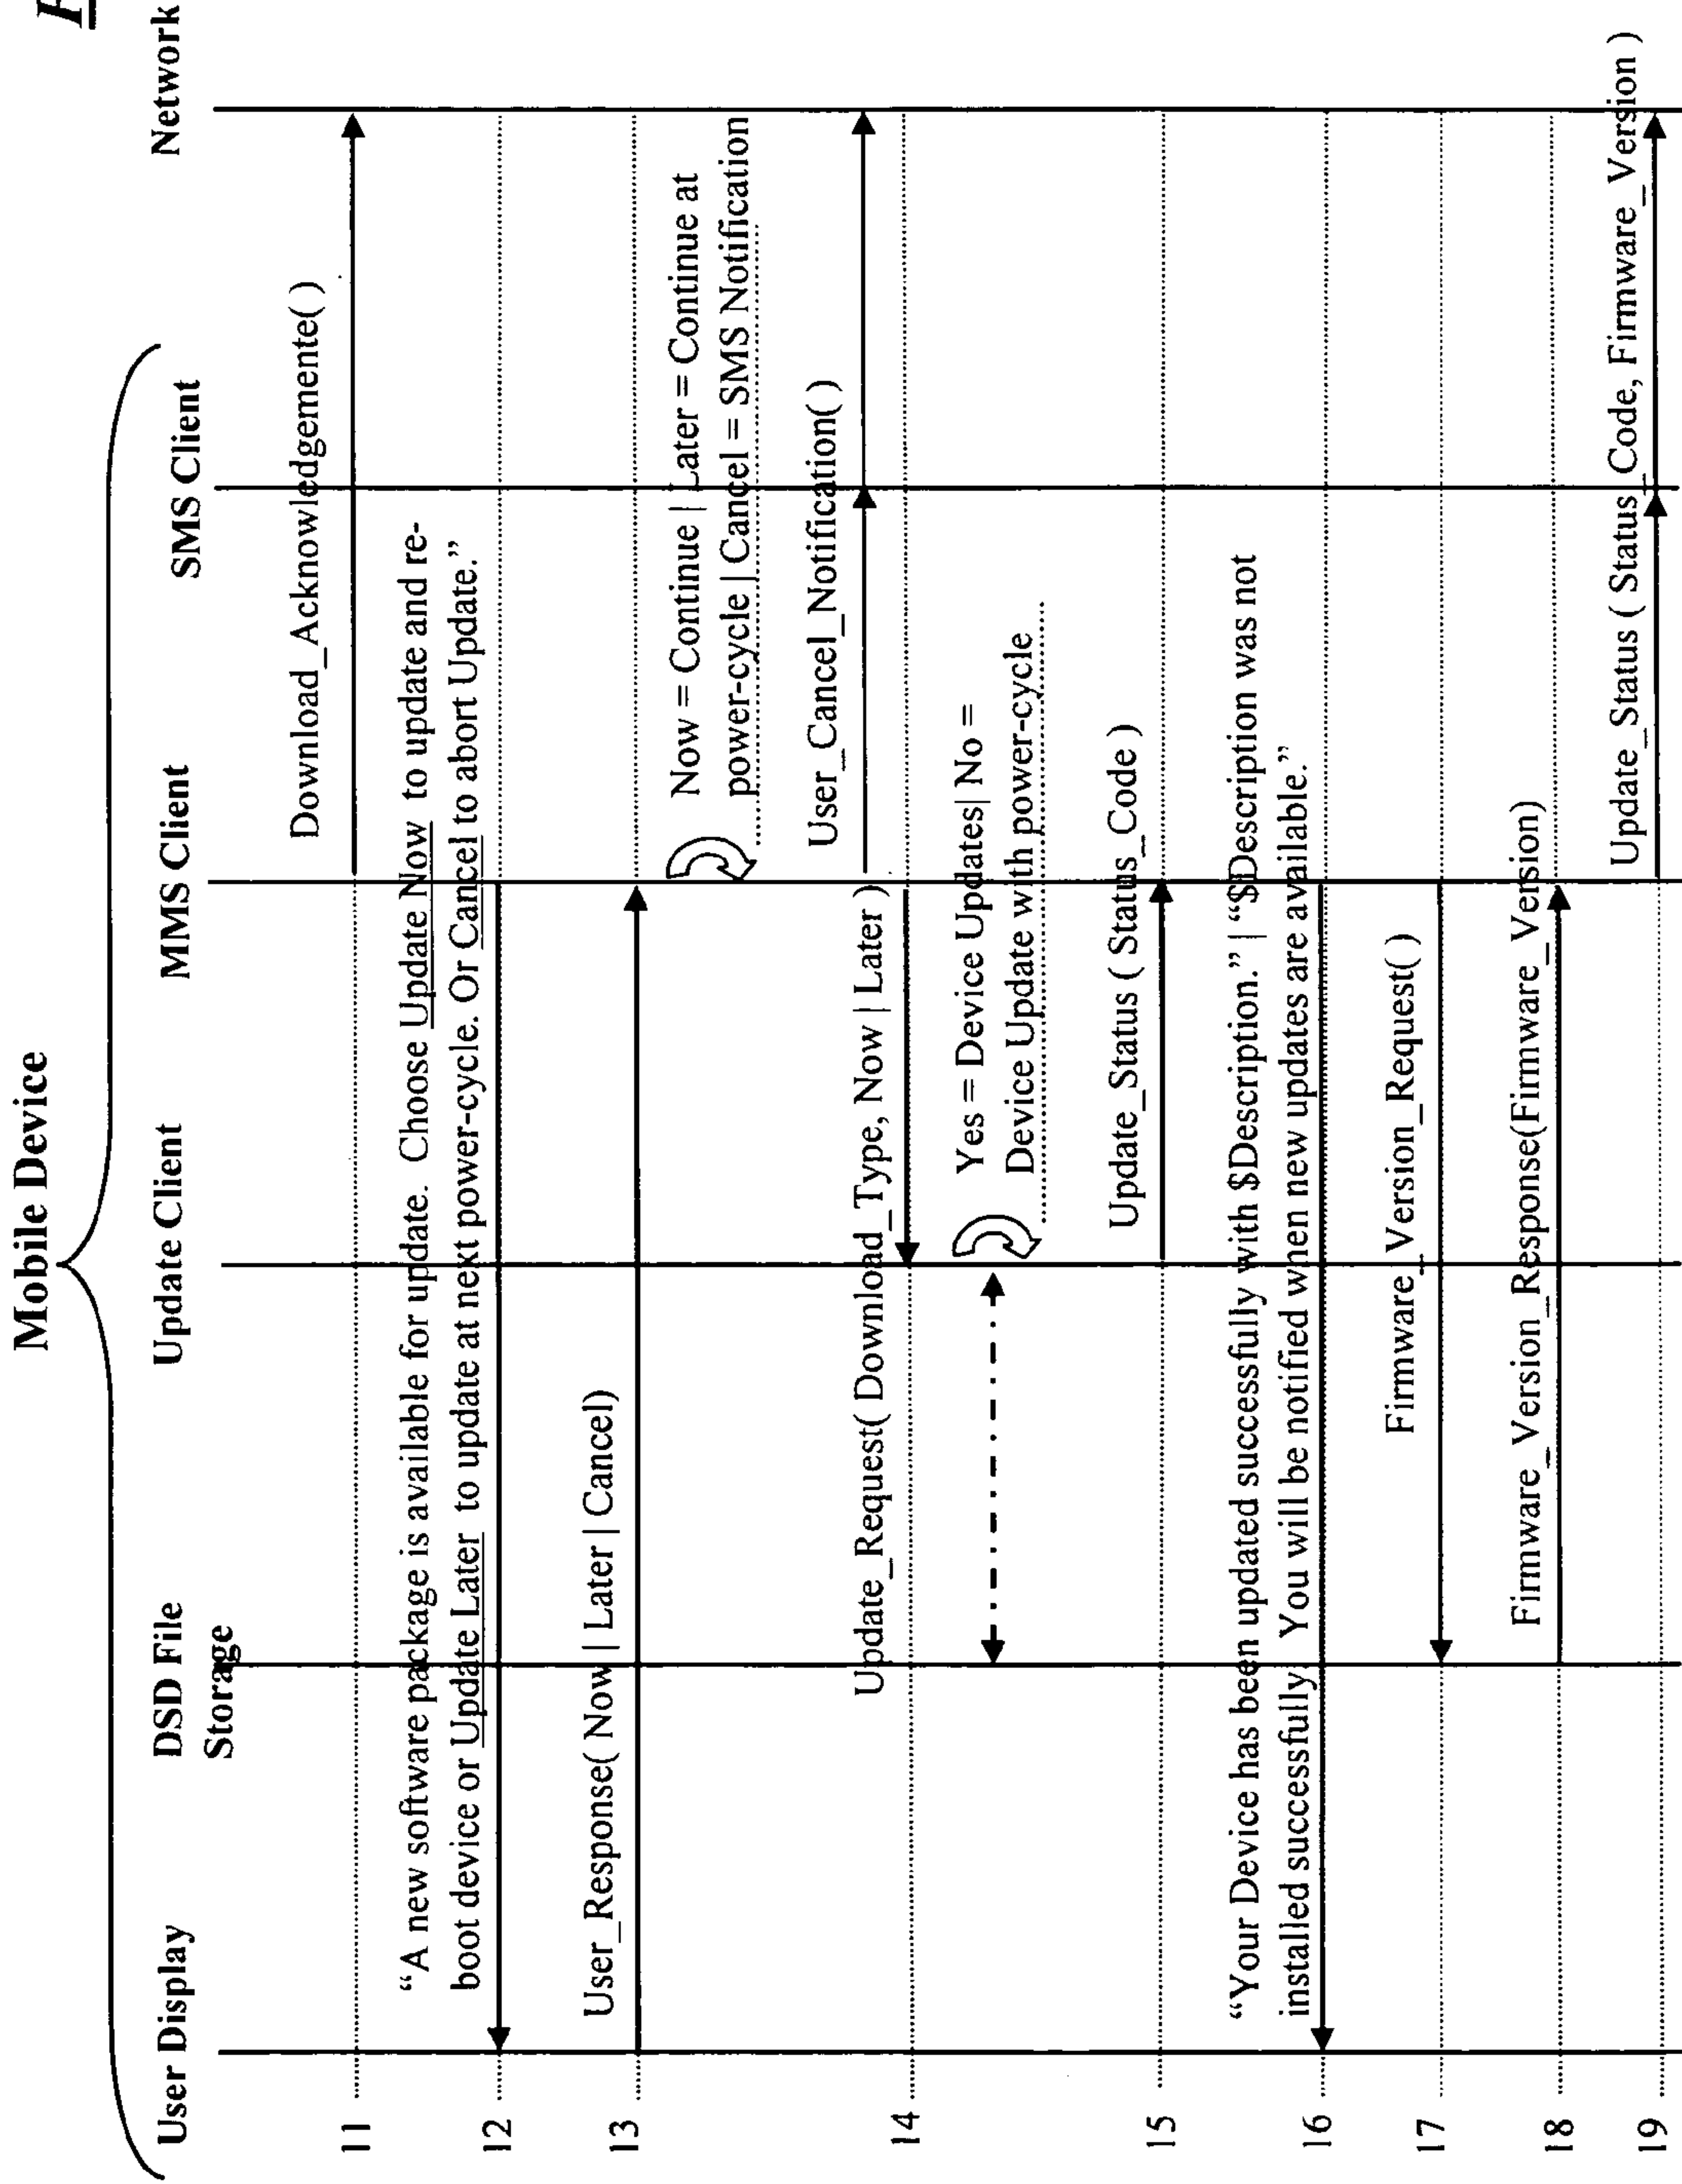 Mobile Device
User Display
DSD File
Storage
Update Client
MMS Client
SMS Client
Network
11
Download_Acknowledgemente( )
“A new software package is available for update. Choose Update Now to update and re-
boot device or Update Later to update at next power-cycle. Or Cancel to abort Update.”
12
User_Response( Now | Later | Cancel)
13
Now = Continue | Later = Continue at
power-cycle | Cancel = SMS Notification
User_Cancel_Notification( )
Update_Request( Download_Type, Now | Later )
14
Yes = Device Updates| No =
Device Update with power-cycle
Update_Status ( Status_Code )
15
“Your Device has been updated successfully with $Description.” | “$Description was not
installed successfully You will be notified when new updates are available.”
16
Firmware_Version_Request( )
17
Firmware_Version_Response(Firmware_Version)
18
Update_Status ( Status_Code, Firmware_Version )
19